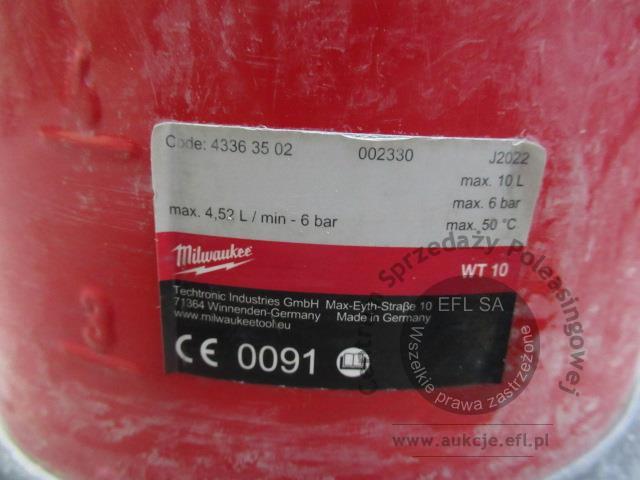 Code: 4336 35 02 002330 J2022
max. 10 L
max. 6 bar
max. 4,53 L / min - 6 bar max. 50 °C
Milwaukee
WT 10
Techtronic Industries GmbH Max-Eyth-Straße 10
71364 Winnenden-Germany Made in Germany
www.milwaukeetool.eu
CE 0091
Centrum Sprzedaży Poleasingowej
EFL SA
Wszelkie prawa zastrzeżone
www.aukcje.efl.pl